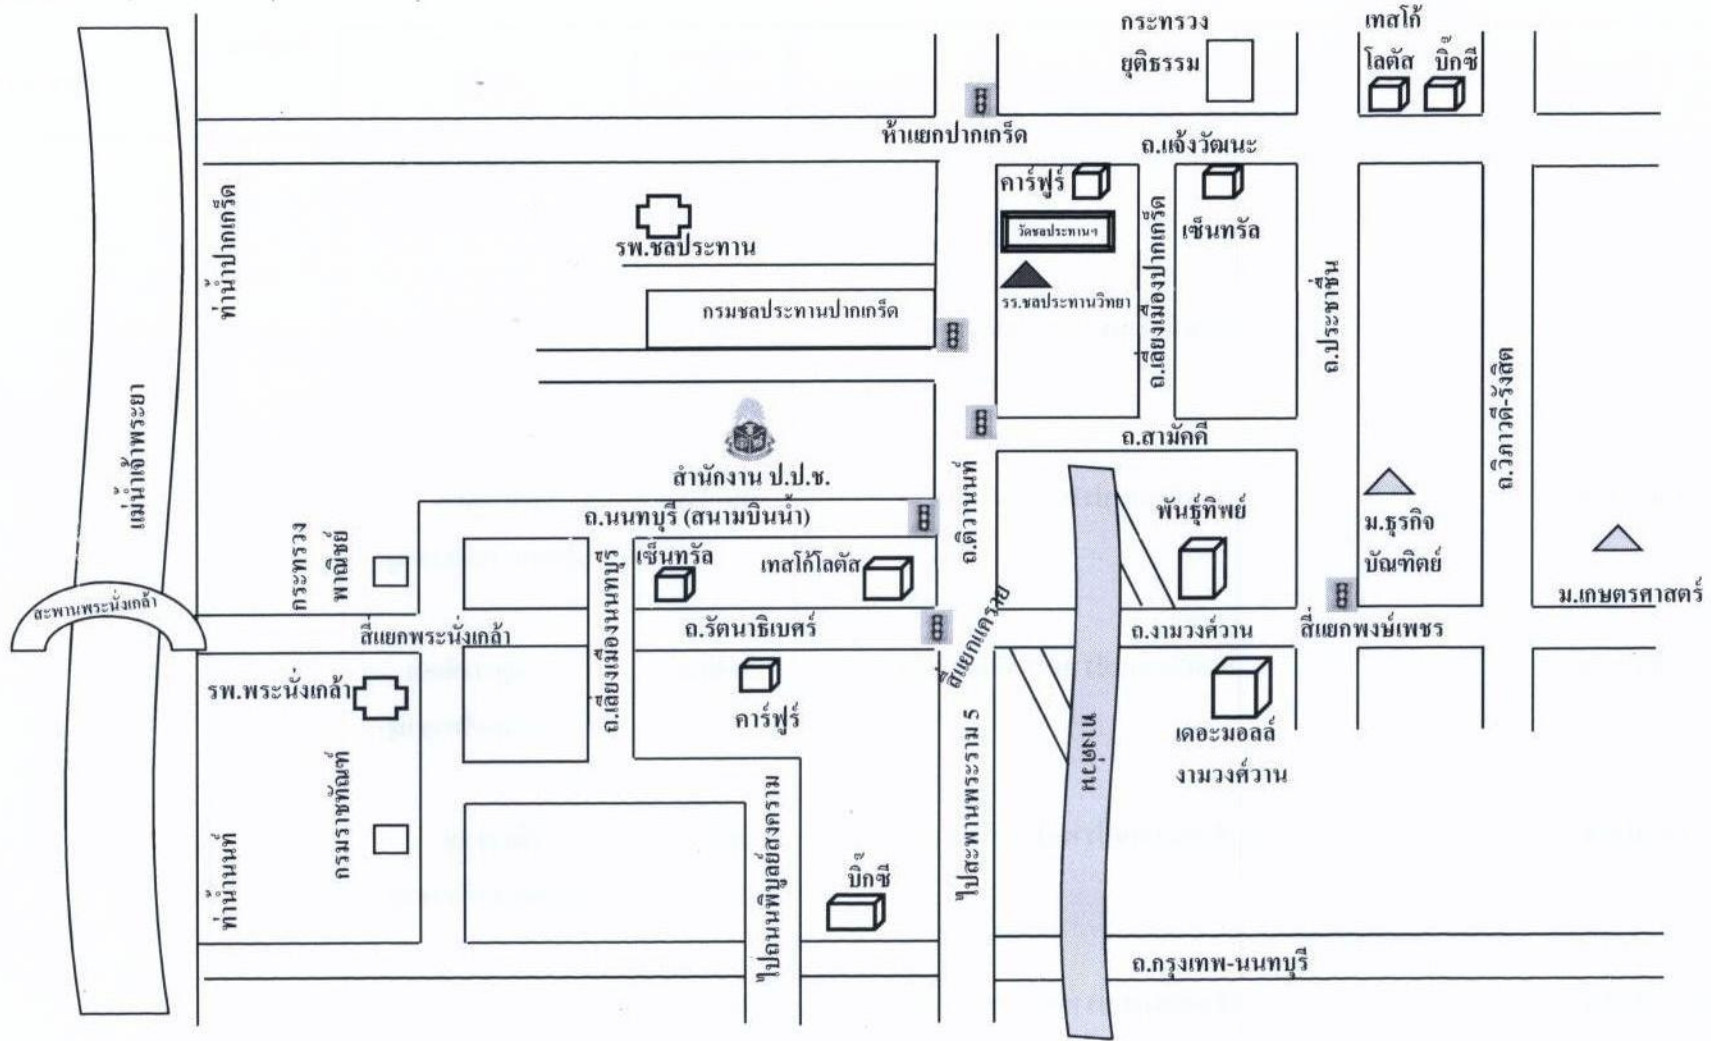 กระทรวง
ยุติธรรม
เทสโก้
โลตัส
บิ๊กซี
ห้าแยกปากเกร็ด
ถ.แจ้งวัฒนะ
ท่าน้ำปากเกร็ด
รพ.ชลประทาน
คาร์ฟูร์
วัดชลประทานฯ
รร.ชลประทานวิทยา
ถ.เลี่ยงเมืองปากเกร็ด
เซ็นทรัล
กรมชลประทานปากเกร็ด
ถ.ประชาชื่น
ถ.วิภาวดี-รังสิต
แม่น้ำเจ้าพระยา
ถ.สามัคคี
สำนักงาน ป.ป.ช.
ถ.ติวานนท์
ถ.นนทบุรี (สนามบินน้ำ)
พันธุ์ทิพย์
ม.ธุรกิจ
บัณฑิตย์
กระทรวง
พาณิชย์
ถ.เลี่ยงเมืองนนทบุรี
เซ็นทรัล
เทสโก้โลตัส
ม.เกษตรศาสตร์
สะพานพระนั่งเกล้า
สี่แยกพระนั่งเกล้า
ถ.รัตนาธิเบศร์
สี่แยกแคราย
ถ.งามวงศ์วาน
สี่แยกพงษ์เพชร
รพ.พระนั่งเกล้า
คาร์ฟูร์
ทางด่วน
เดอะมอลล์
งามวงศ์วาน
กรมราชทัณฑ์
ท่าน้ำนนท์
ไปถนนพิบูลย์สงคราม
บิ๊กซี
ไปสะพานพระราม 5
ถ.กรุงเทพ-นนทบุรี